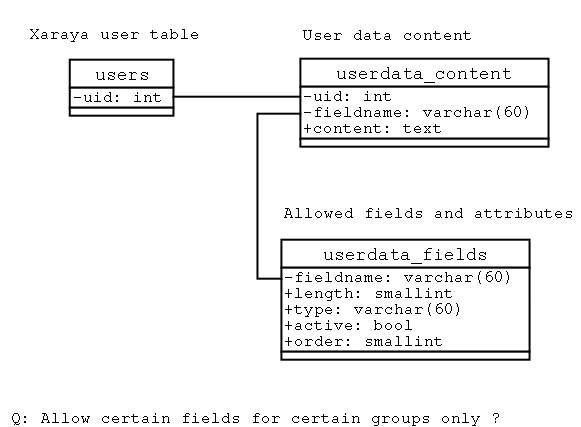 Xaraya user table
User data content
users
-uid: int
userdata_content
-uid: int
-fieldname: varchar(60)
+content: text
Allowed fields and attributes
userdata_fields
-fieldname: varchar(60)
+length: smallint
+type: varchar(60)
+active: bool
+order: smallint
Q: Allow certain fields for certain groups only ?